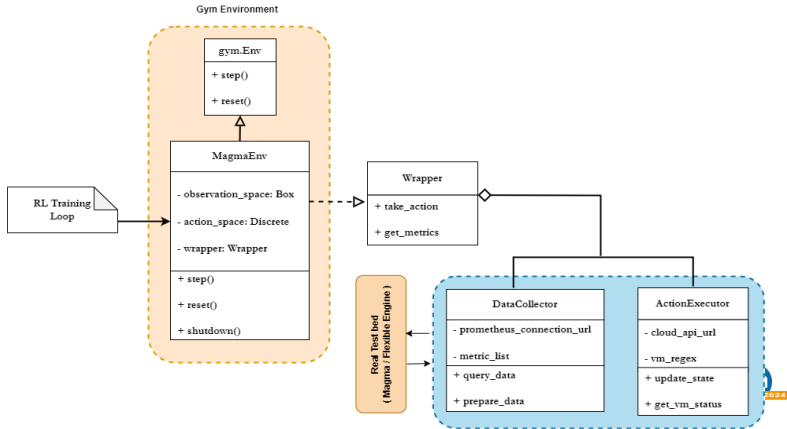 Gym Environment
gym.Env
+ step()
+ reset()
MagmaEnv
- observation_space: Box
- action_space: Discrete
- wrapper: Wrapper
+ step()
+ reset()
+ shutdown()
RL Training
Loop
Wrapper
+ take_action
+ get_metrics
Real Test bed
( Magma / Flexible Engine )
DataCollector
- prometheus_connection_url
- metric_list
+ query_data
+ prepare_data
ActionExecutor
- cloud_api_url
- vm_regex
+ update_state
+ get_vm_status
2024